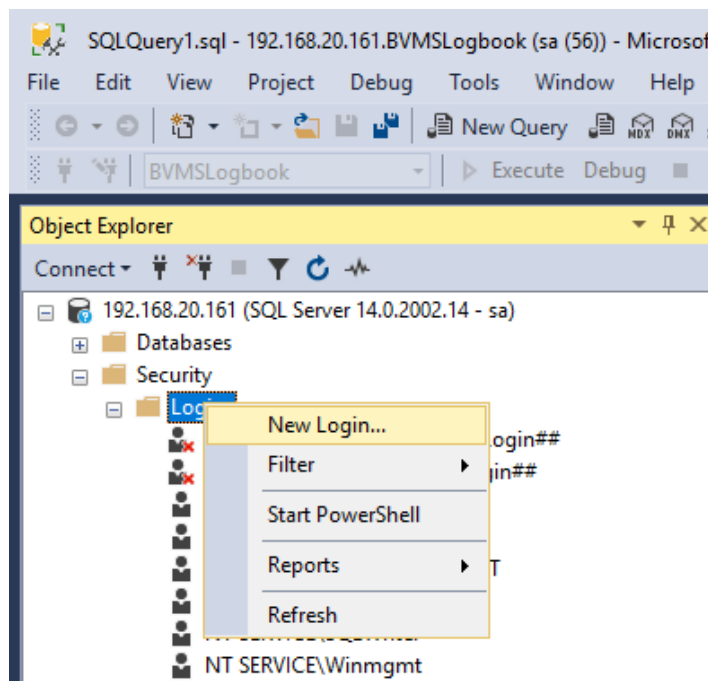 SQLQuery1.sql - 192.168.20.161.BVMSLogbook (sa (56)) - Microsof
File Edit View Project Debug Tools Window Help
New Query MDX DMX
BVMSLogbook Execute Debug
Object Explorer
Connect
192.168.20.161 (SQL Server 14.0.2002.14 - sa)
Databases
Security
New Login...
ogin##
Filter
gin##
Start PowerShell
Reports
T
Refresh
NT SERVICE\Winmgmt